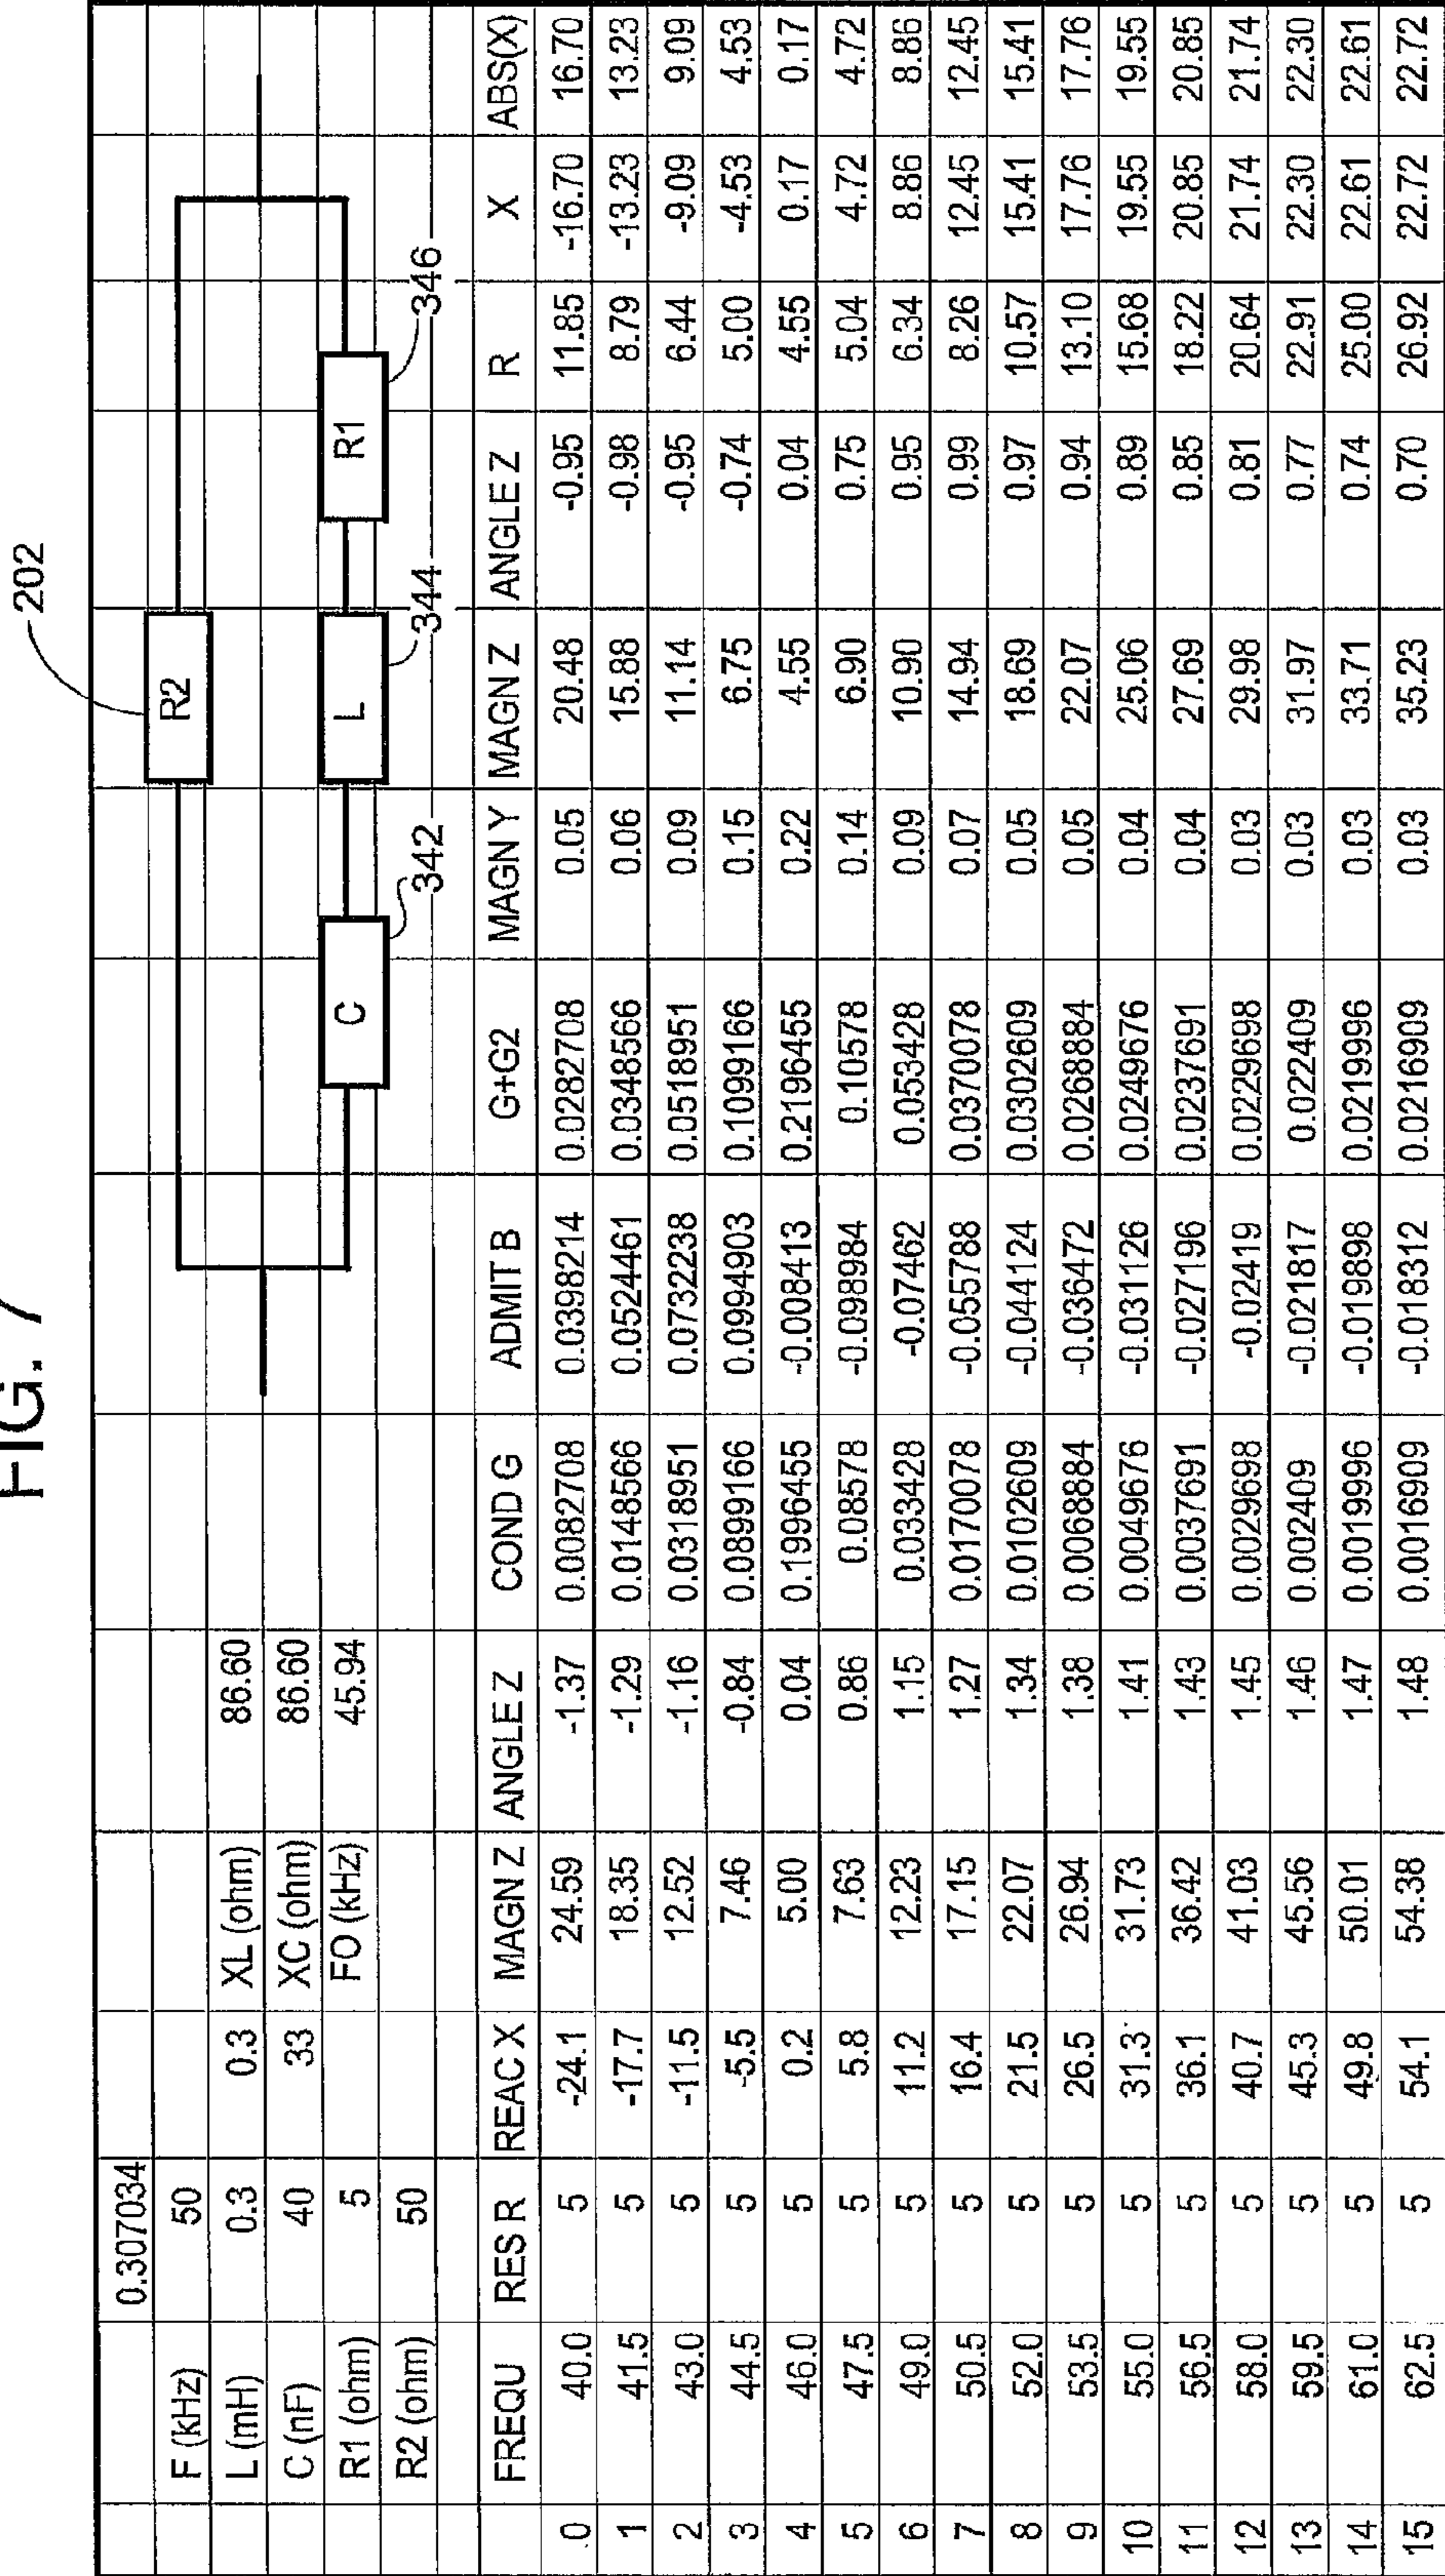 FIG. 7
202
0.307034
F (kHz) 50 R2
L (mH) 0.3 0.3 XL (ohm) 86.60
C (nF) 40 33 XC (ohm) 86.60
R1 (ohm) 5 FO (kHz) 45.94 C L R1
R2 (ohm) 50 342 344 346
FREQU RES R REAC X MAGN Z ANGLE Z COND G ADMIT B G+G2 MAGN Y MAGN Z ANGLE Z R X ABS(X)
0 40.0 5 -24.1 24.59 -1.37 0.0082708 0.0398214 0.0282708 0.05 20.48 -0.95 11.85 -16.70 16.70
1 41.5 5 -17.7 18.35 -1.29 0.0148566 0.0524461 0.0348566 0.06 15.88 -0.98 8.79 -13.23 13.23
2 43.0 5 -11.5 12.52 -1.16 0.0318951 0.0732238 0.0518951 0.09 11.14 -0.95 6.44 -9.09 9.09
3 44.5 5 -5.5 7.46 -0.84 0.0899166 0.0994903 0.1099166 0.15 6.75 -0.74 5.00 -4.53 4.53
4 46.0 5 0.2 5.00 0.04 0.1996455 -0.008413 0.2196455 0.22 4.55 0.04 4.55 0.17 0.17
5 47.5 5 5.8 7.63 0.86 0.08578 -0.098984 0.10578 0.14 6.90 0.75 5.04 4.72 4.72
6 49.0 5 11.2 12.23 1.15 0.033428 -0.07462 0.053428 0.09 10.90 0.95 6.34 8.86 8.86
7 50.5 5 16.4 17.15 1.27 0.0170078 -0.055788 0.0370078 0.07 14.94 0.99 8.26 12.45 12.45
8 52.0 5 21.5 22.07 1.34 0.0102609 -0.044124 0.0302609 0.05 18.69 0.97 10.57 15.41 15.41
9 53.5 5 26.5 26.94 1.38 0.0068884 -0.036472 0.0268884 0.05 22.07 0.94 13.10 17.76 17.76
10 55.0 5 31.3 31.73 1.41 0.0049676 -0.031126 0.0249676 0.04 25.06 0.89 15.68 19.55 19.55
11 56.5 5 36.1 36.42 1.43 0.0037691 -0.027196 0.0237691 0.04 27.69 0.85 18.22 20.85 20.85
12 58.0 5 40.7 41.03 1.45 0.0029698 -0.02419 0.0229698 0.03 29.98 0.81 20.64 21.74 21.74
13 59.5 5 45.3 45.56 1.46 0.002409 -0.021817 0.022409 0.03 31.97 0.77 22.91 22.30 22.30
14 61.0 5 49.8 50.01 1.47 0.0019996 -0.019898 0.0219996 0.03 33.71 0.74 25.00 22.61 22.61
15 62.5 5 54.1 54.38 1.48 0.0016909 -0.018312 0.0216909 0.03 35.23 0.70 26.92 22.72 22.72